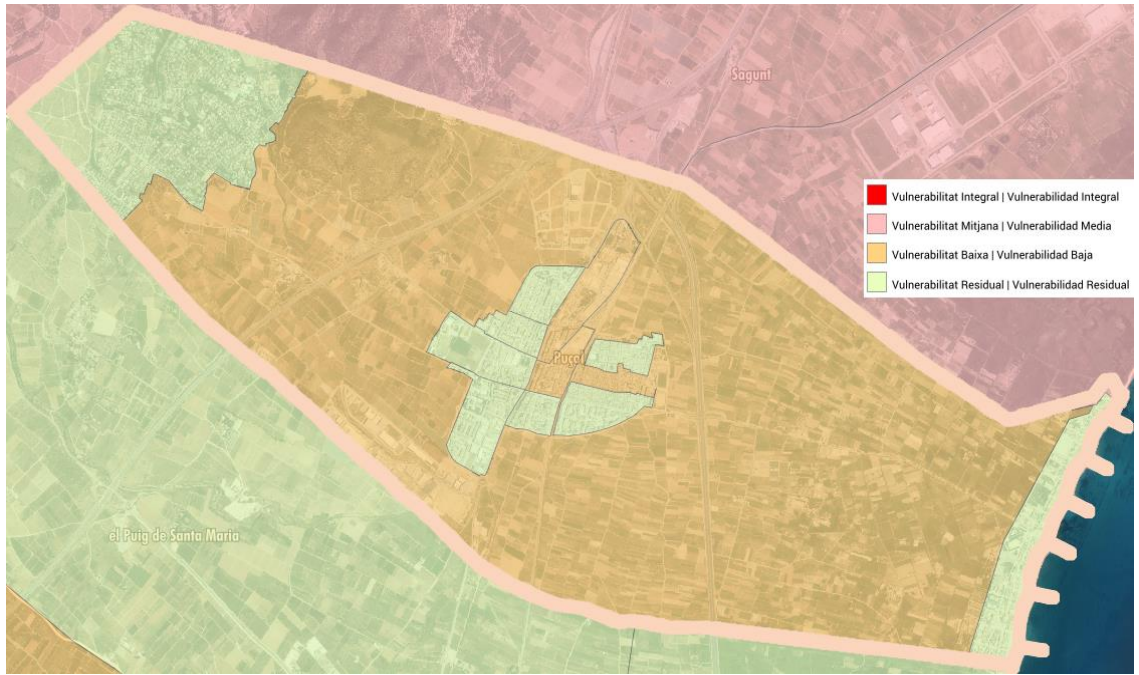 Sagunt
Vulnerabilitat Integral | Vulnerabilidad Integral
Vulnerabilitat Mitjana | Vulnerabilidad Media
Vulnerabilitat Baixa | Vulnerabilidad Baja
Vulnerabilitat Residual | Vulnerabilidad Residual
Puçol
el Puig de Santa Maria